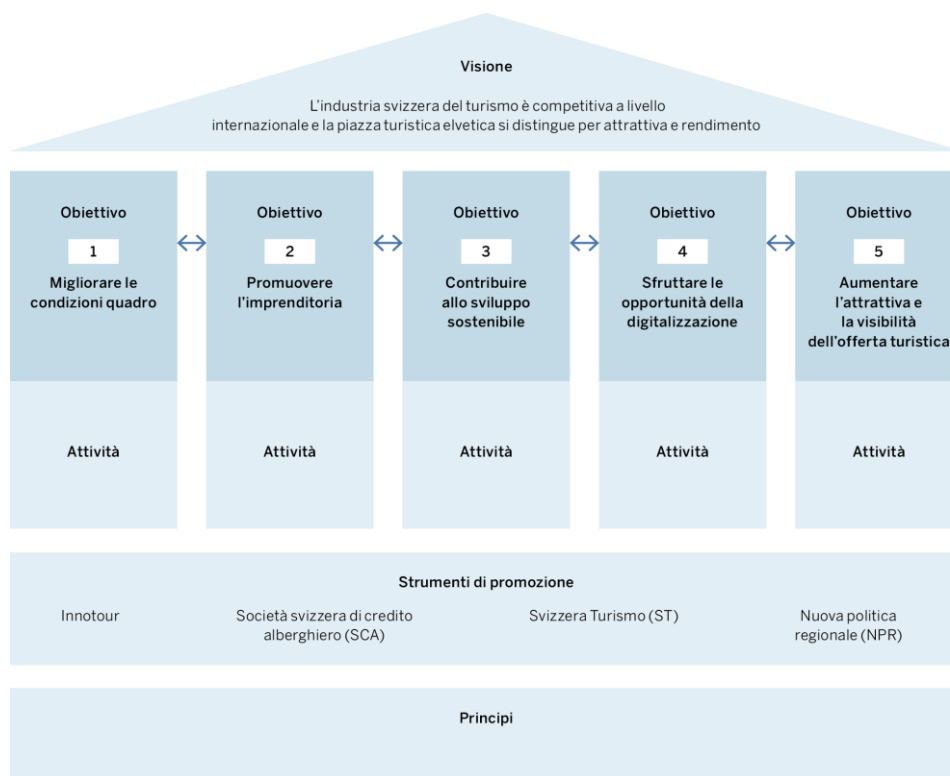 Visione
L'industria svizzera del turismo è competitiva a livello
internazionale e la piazza turistica elvetica si distingue per attrattiva e rendimento
Obiettivo
1
Migliorare le
condizioni quadro
Obiettivo
2
Promuovere
l'imprenditoria
Obiettivo
3
Contribuire
allo sviluppo
sostenibile
Obiettivo
4
Sfruttare le
opportunità della
digitalizzazione
Obiettivo
5
Aumentare
l'attrattiva e
la visibilità
dell'offerta turistica
Attività
Attività
Attività
Attività
Attività
Strumenti di promozione
Innotour
Società svizzera di credito
alberghiero (SCA)
Svizzera Turismo (ST)
Nuova politica
regionale (NPR)
Principi